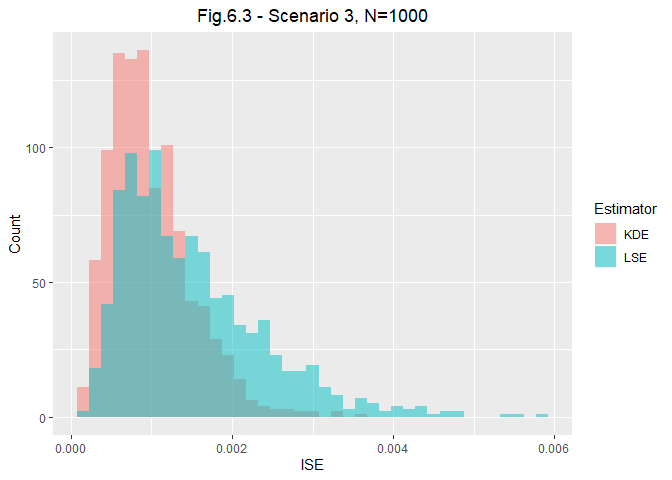 Fig.6.3 - Scenario 3, N=1000
100
50
0
Count
0.000
0.002
0.004
0.006
ISE
Estimator
KDE
LSE